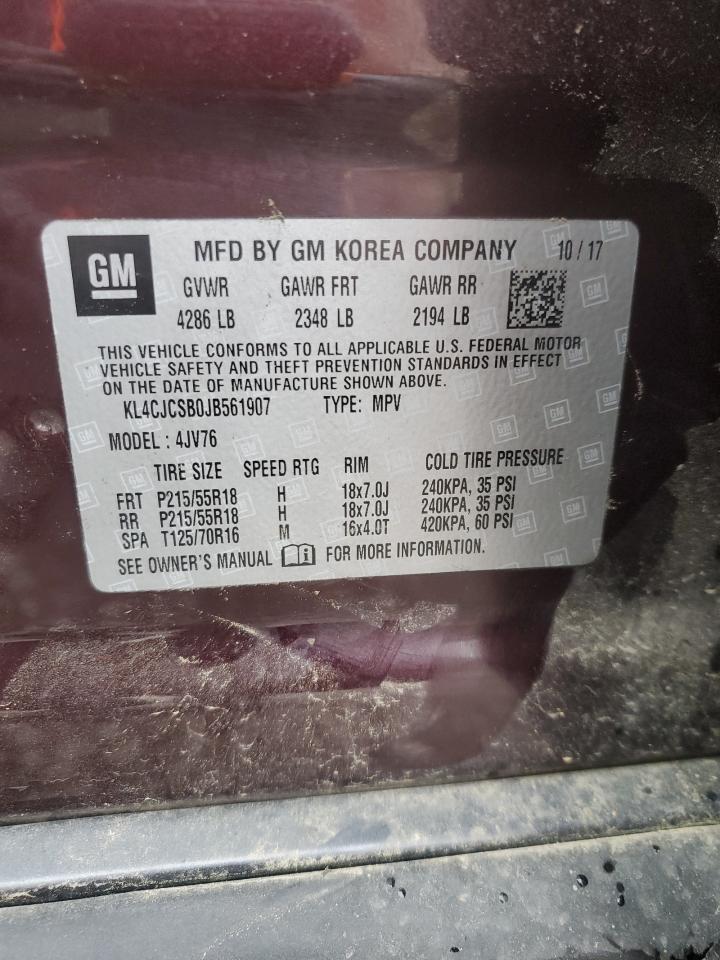 GM
MFD BY GM KOREA COMPANY 10 / 17
GVWR GAWR FRT GAWR RR
4286 LB 2348 LB 2194 LB
THIS VEHICLE CONFORMS TO ALL APPLICABLE U.S. FEDERAL MOTOR
VEHICLE SAFETY AND THEFT PREVENTION STANDARDS IN EFFECT
ON THE DATE OF MANUFACTURE SHOWN ABOVE.
KL4CJCSB0JB561907 TYPE: MPV
MODEL : 4JV76
TIRE SIZE SPEED RTG RIM COLD TIRE PRESSURE
FRT P215/55R18 H 18x7.0J 240KPA, 35 PSI
RR P215/55R18 H 18x7.0J 240KPA, 35 PSI
SPA T125/70R16 M 16x4.0T 420KPA, 60 PSI
SEE OWNER'S MANUAL FOR MORE INFORMATION.